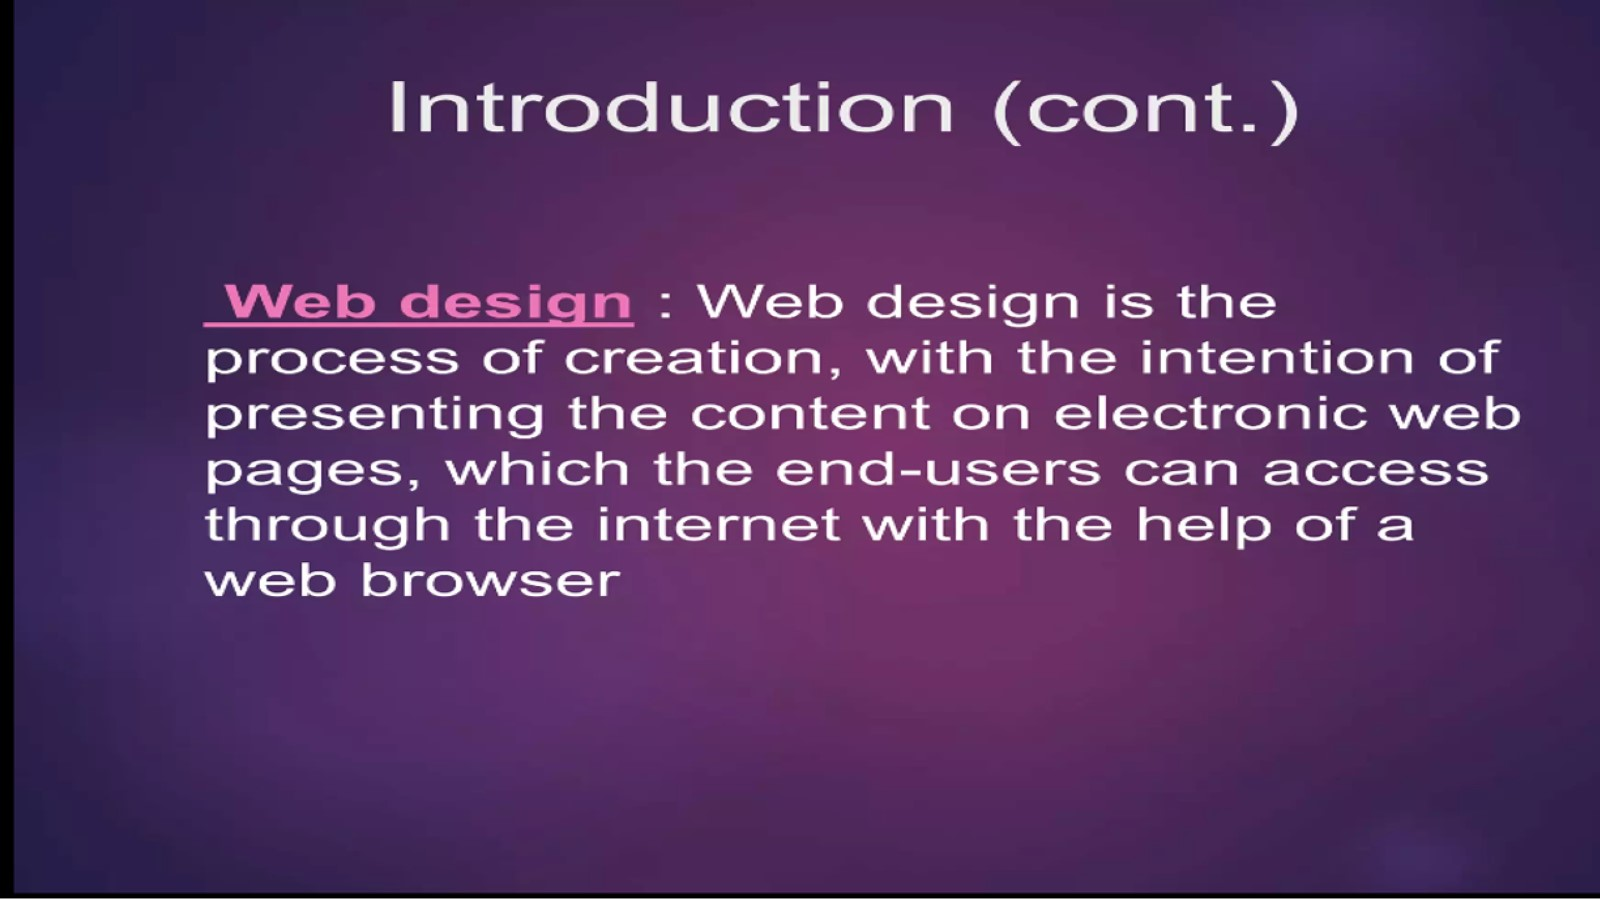 Introduction (cont.)
Web design : Web design is the
process of creation, with the intention of
presenting the content on electronic web
pages, which the end-users can access
through the internet with the help of a
web browser